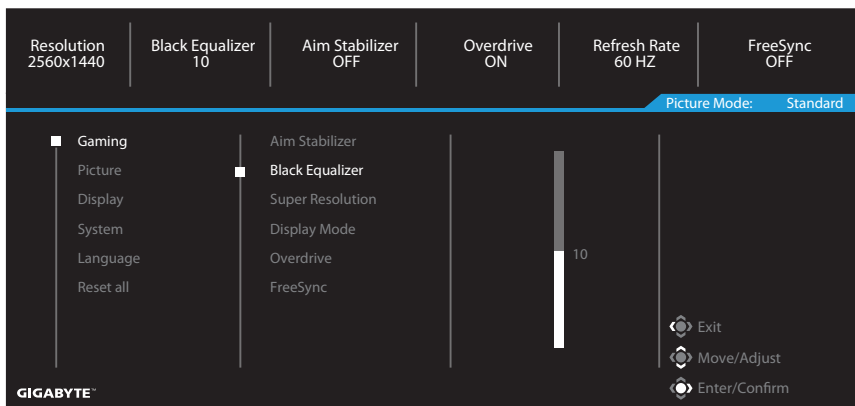 Resolution
2560x1440
Black Equalizer
10
Aim Stabilizer
OFF
Overdrive
ON
Refresh Rate
60 HZ
FreeSync
OFF
Picture Mode: Standard
Gaming
Picture
Display
System
Language
Reset all
Aim Stabilizer
Black Equalizer
Super Resolution
Display Mode
Overdrive
FreeSync
10
Exit
Move/Adjust
Enter/Confirm
GIGABYTE™